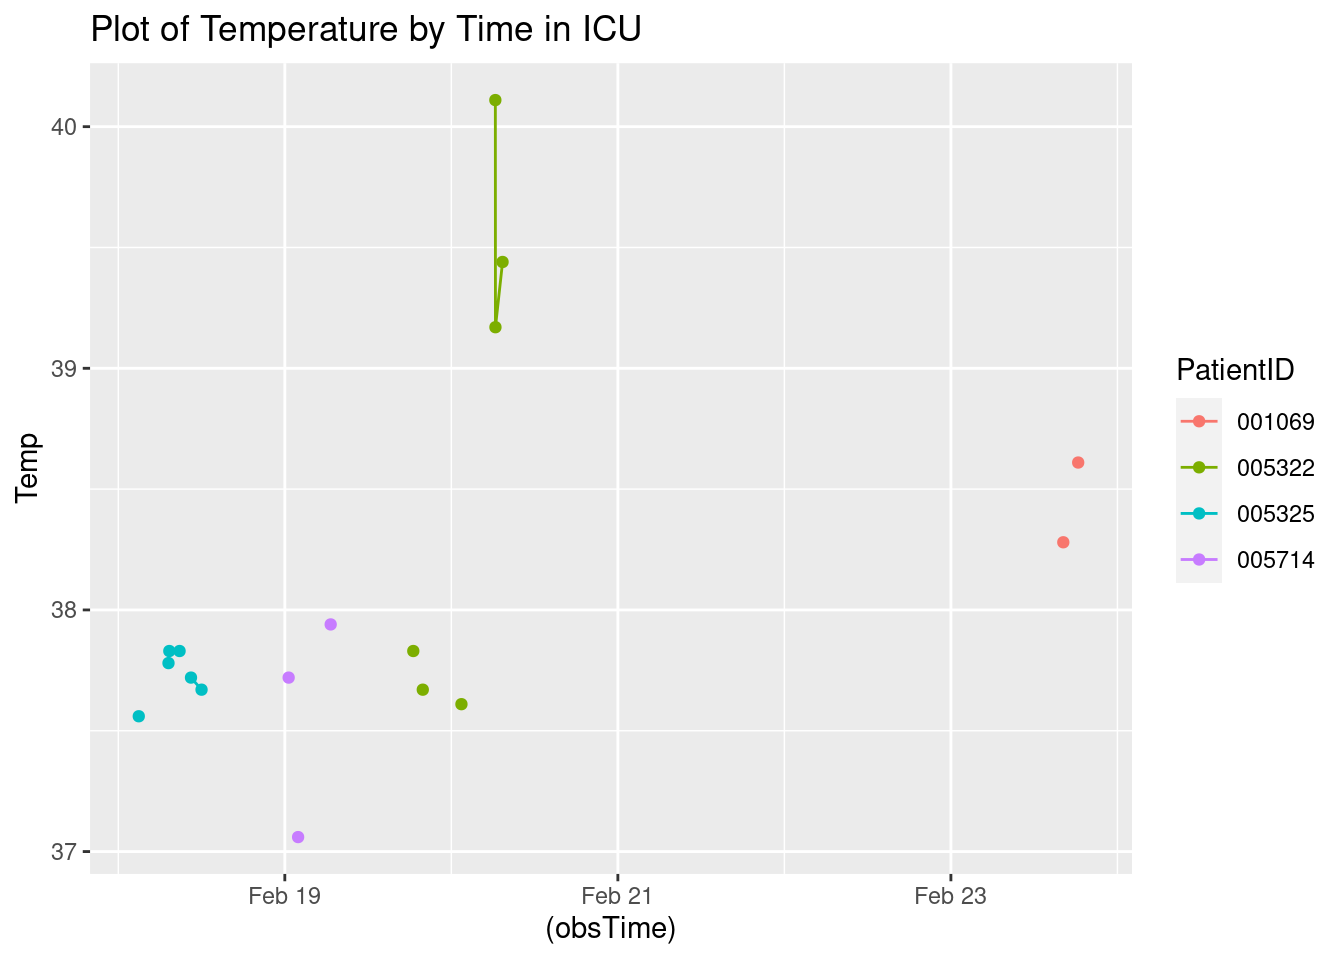 Plot of Temperature by Time in ICU
40
39
38
37
Temp
Feb 19
Feb 21
Feb 23
(obsTime)
PatientID
001069
005322
005325
005714